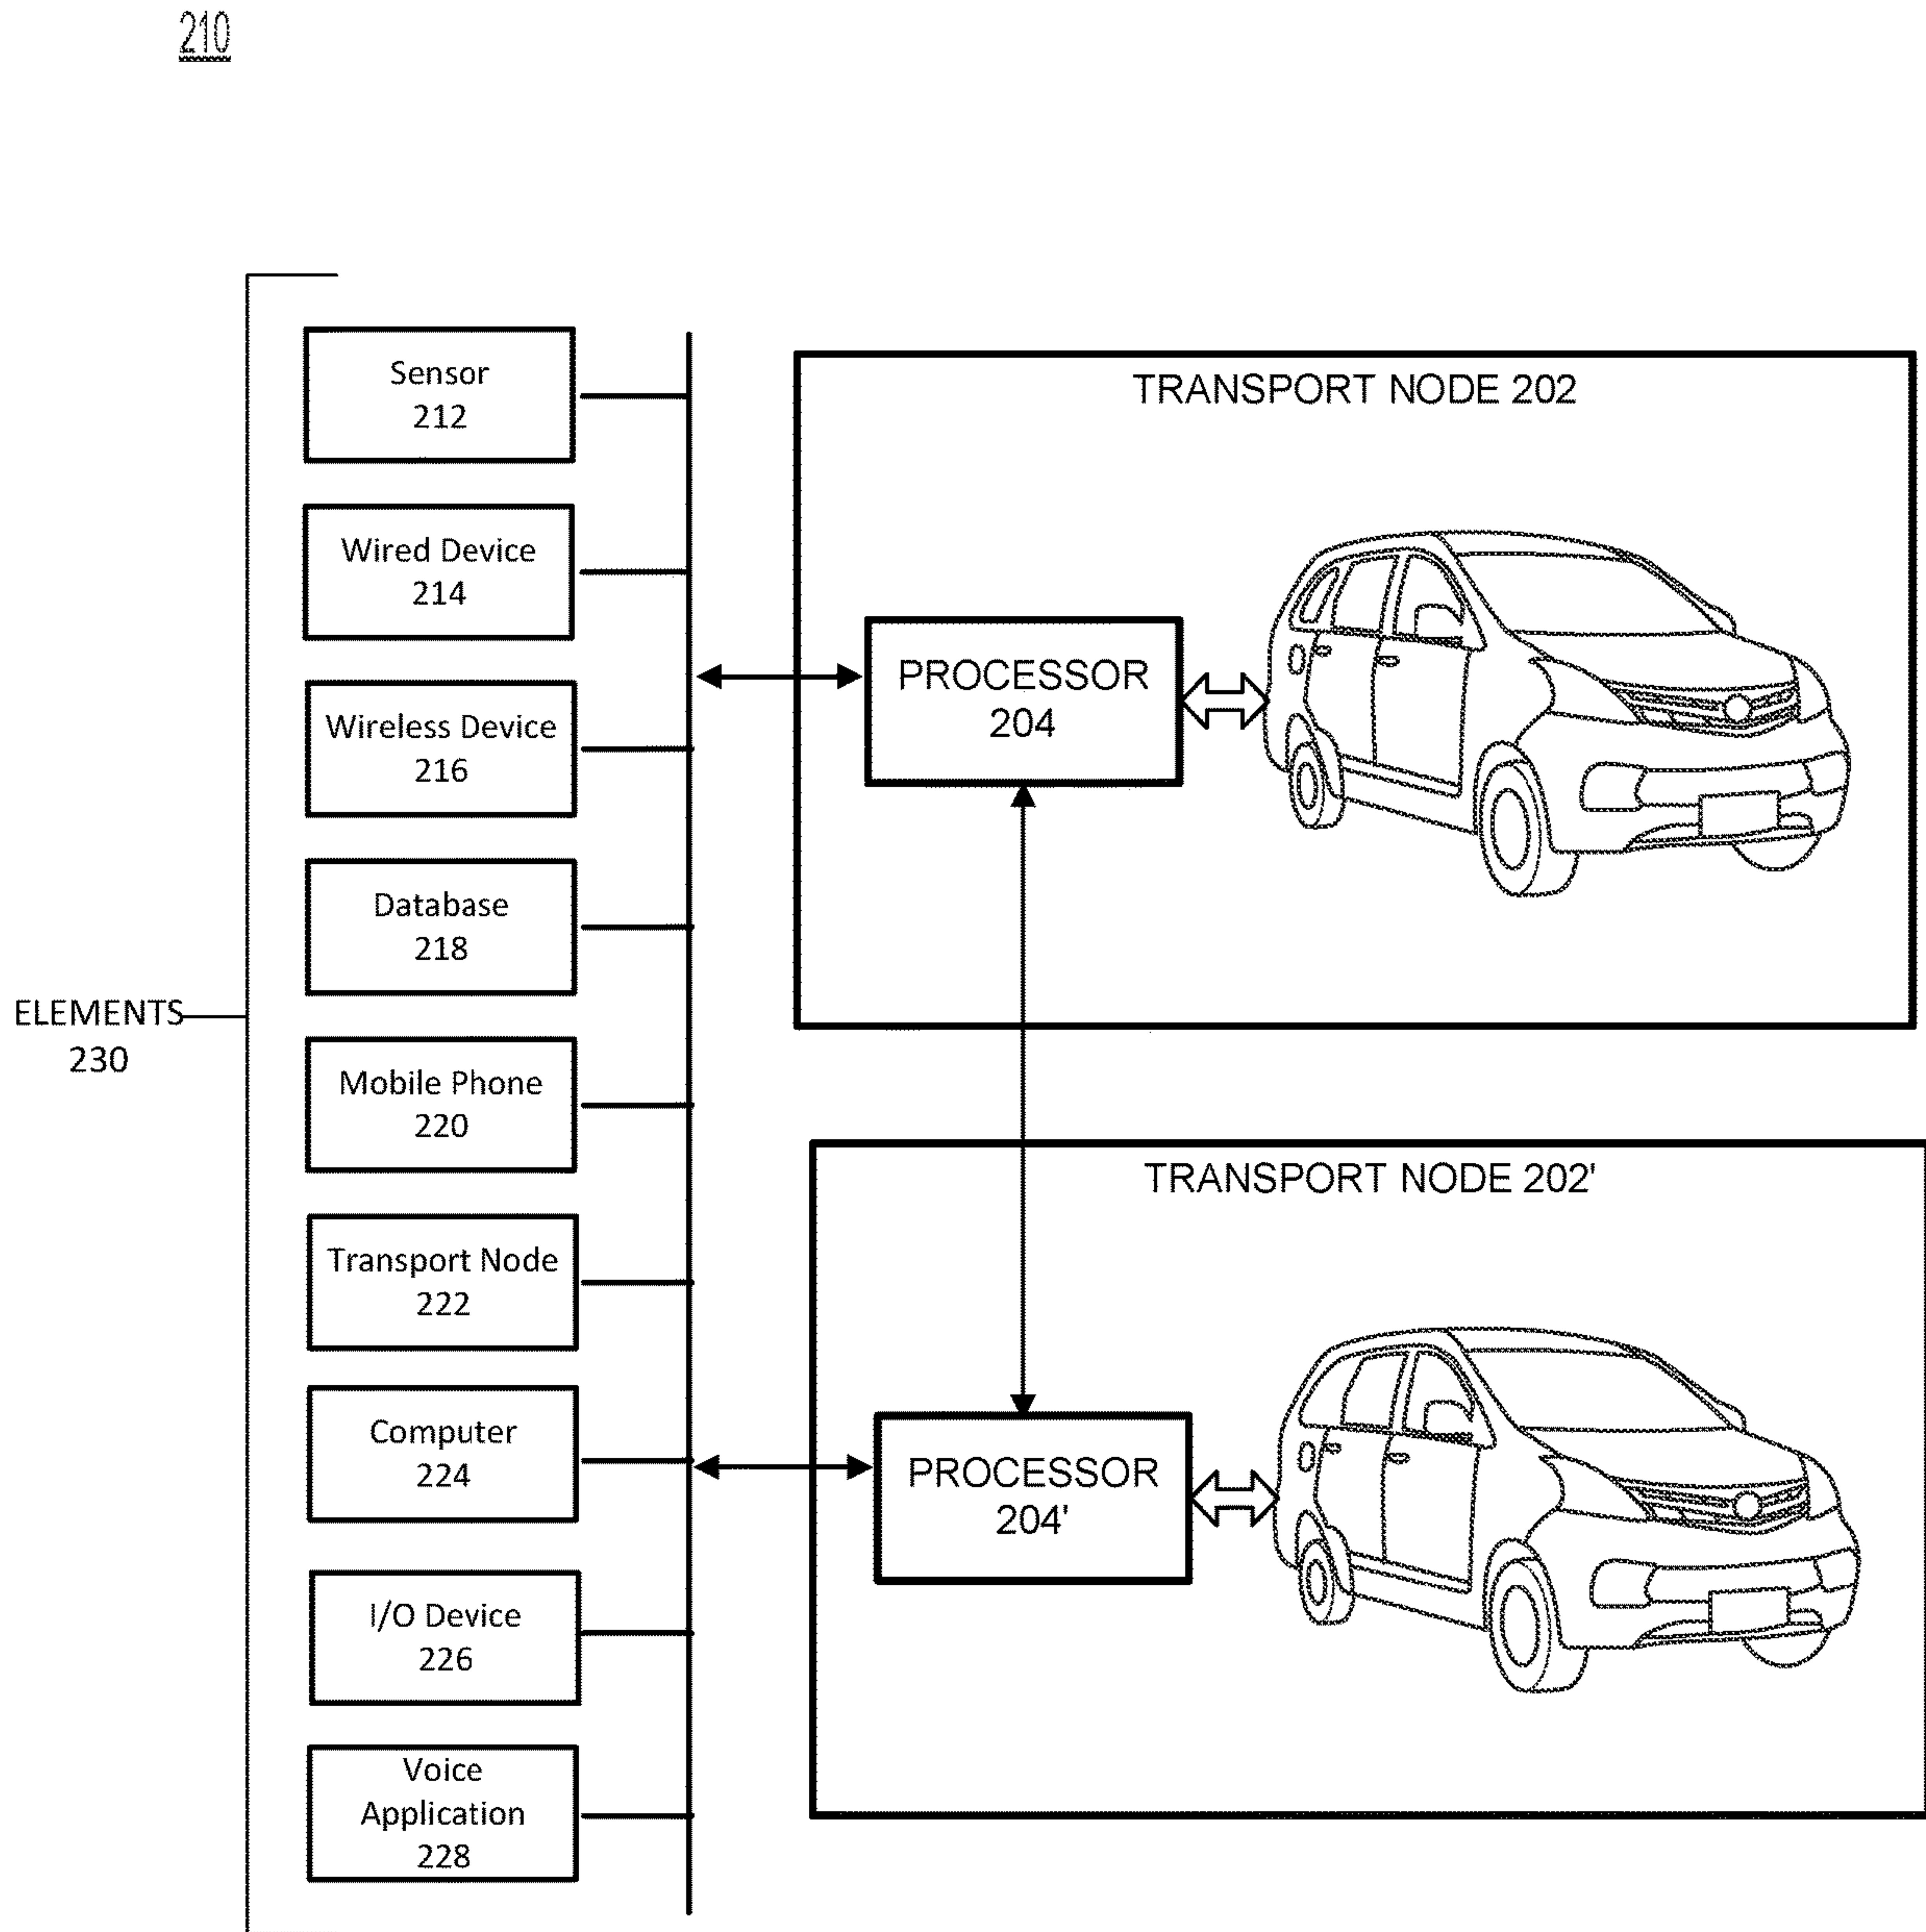 210
Sensor
212
Wired Device
214
Wireless Device
216
Database
218
ELEMENTS
230
Mobile Phone
220
Transport Node
222
Computer
224
I/O Device
226
Voice
Application
228
TRANSPORT NODE 202
PROCESSOR
204
TRANSPORT NODE 202'
PROCESSOR
204'